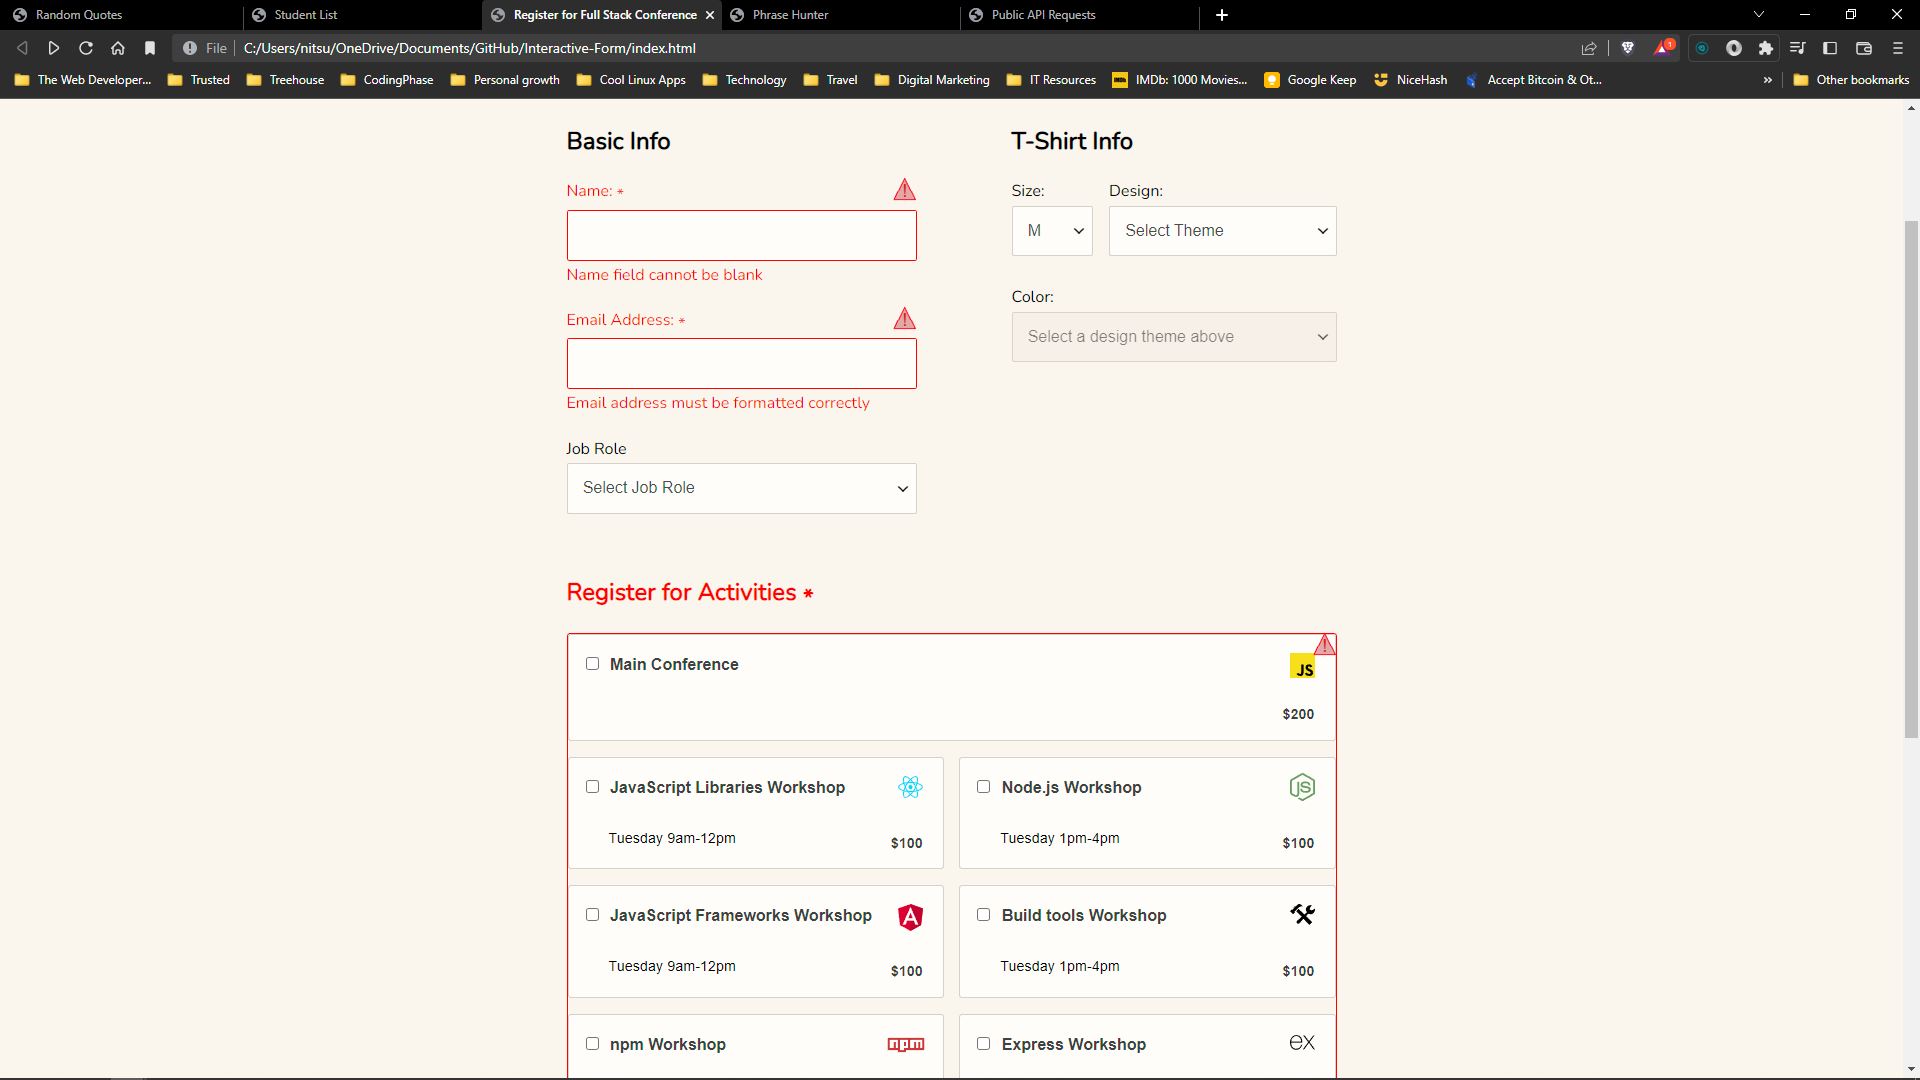 Random Quotes
Student List
Register for Full Stack Conference
Phrase Hunter
Public API Requests
File
C:/Users/nitsu/OneDrive/Documents/GitHub/Interactive-Form/index.html
1
The Web Developer...
Trusted
Treehouse
CodingPhase
Personal growth
Cool Linux Apps
Technology
Travel
Digital Marketing
IT Resources
IMDb: 1000 Movies...
Google Keep
NiceHash
Accept Bitcoin & Ot...
»
Other bookmarks
Basic Info
Name: *
Name field cannot be blank
Email Address: *
Email address must be formatted correctly
Job Role
Select Job Role
T-Shirt Info
Size:
Design:
M
Select Theme
Color:
Select a design theme above
Register for Activities *
Main Conference
JS
$200
JavaScript Libraries Workshop
Tuesday 9am-12pm
$100
Node.js Workshop
JS
Tuesday 1pm-4pm
$100
JavaScript Frameworks Workshop
A
Tuesday 9am-12pm
$100
Build tools Workshop
Tuesday 1pm-4pm
$100
npm Workshop
npm
Express Workshop
ex